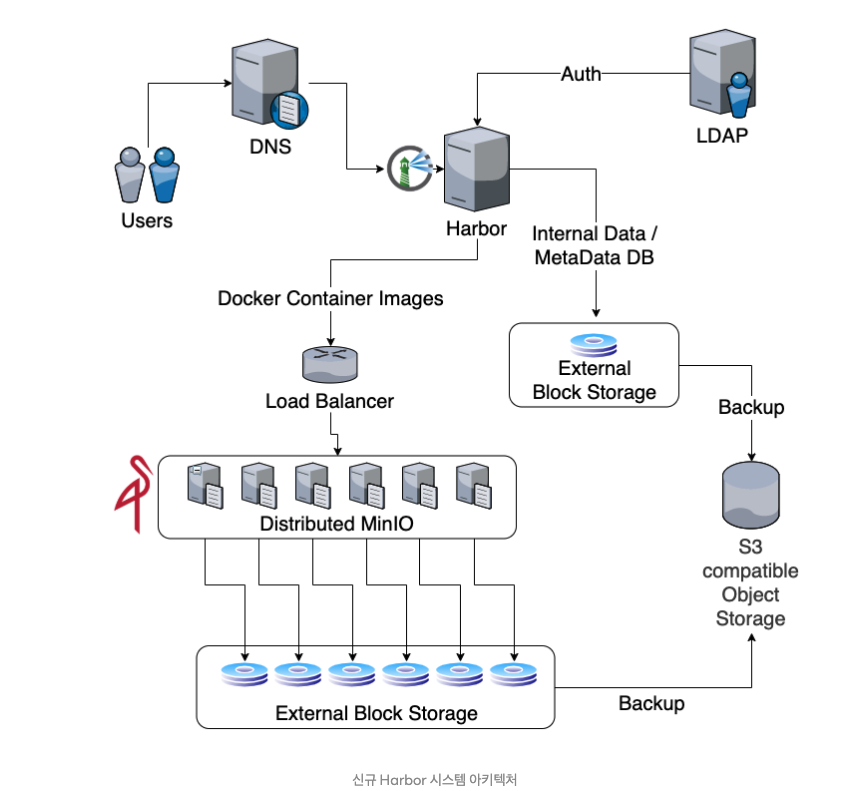 Auth
DNS
LDAP
Users
Harbor
Internal Data /
MetaData DB
Docker Container Images
External
Block Storage
Load Balancer
Backup
Distributed MinIO
S3
compatible
Object
Storage
External Block Storage
Backup
신규 Harbor 시스템 아키텍처